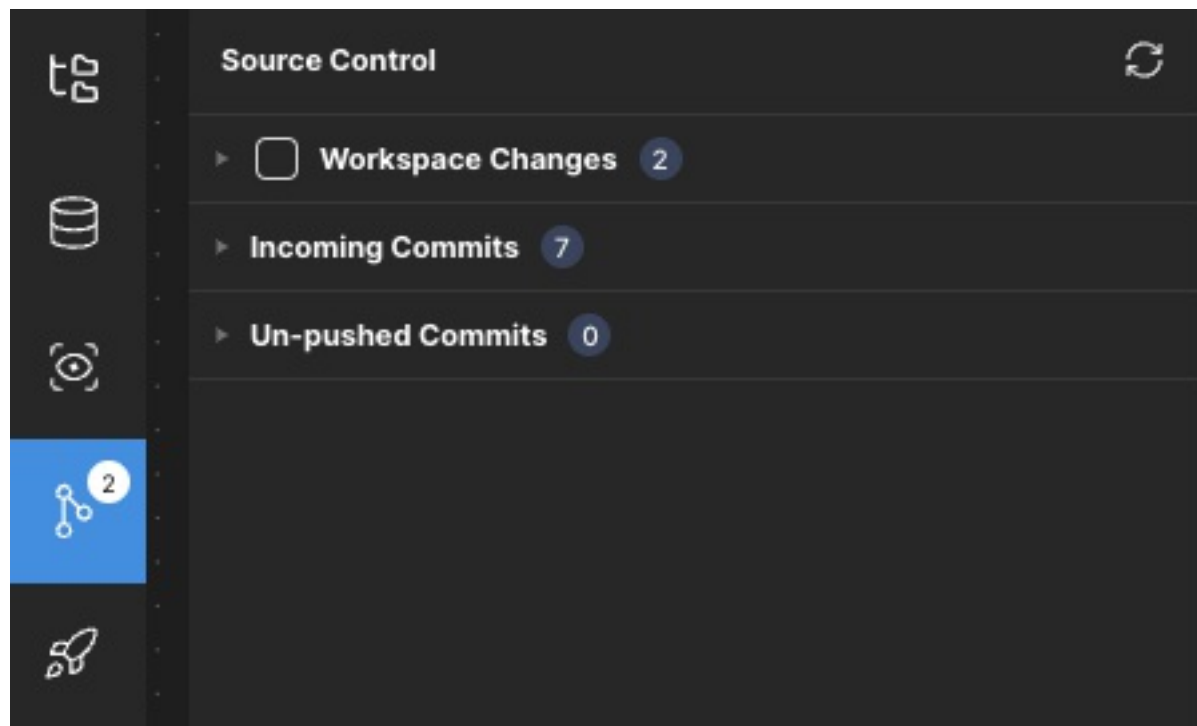 Source Control
Workspace Changes 2
Incoming Commits 7
Un-pushed Commits 0
2